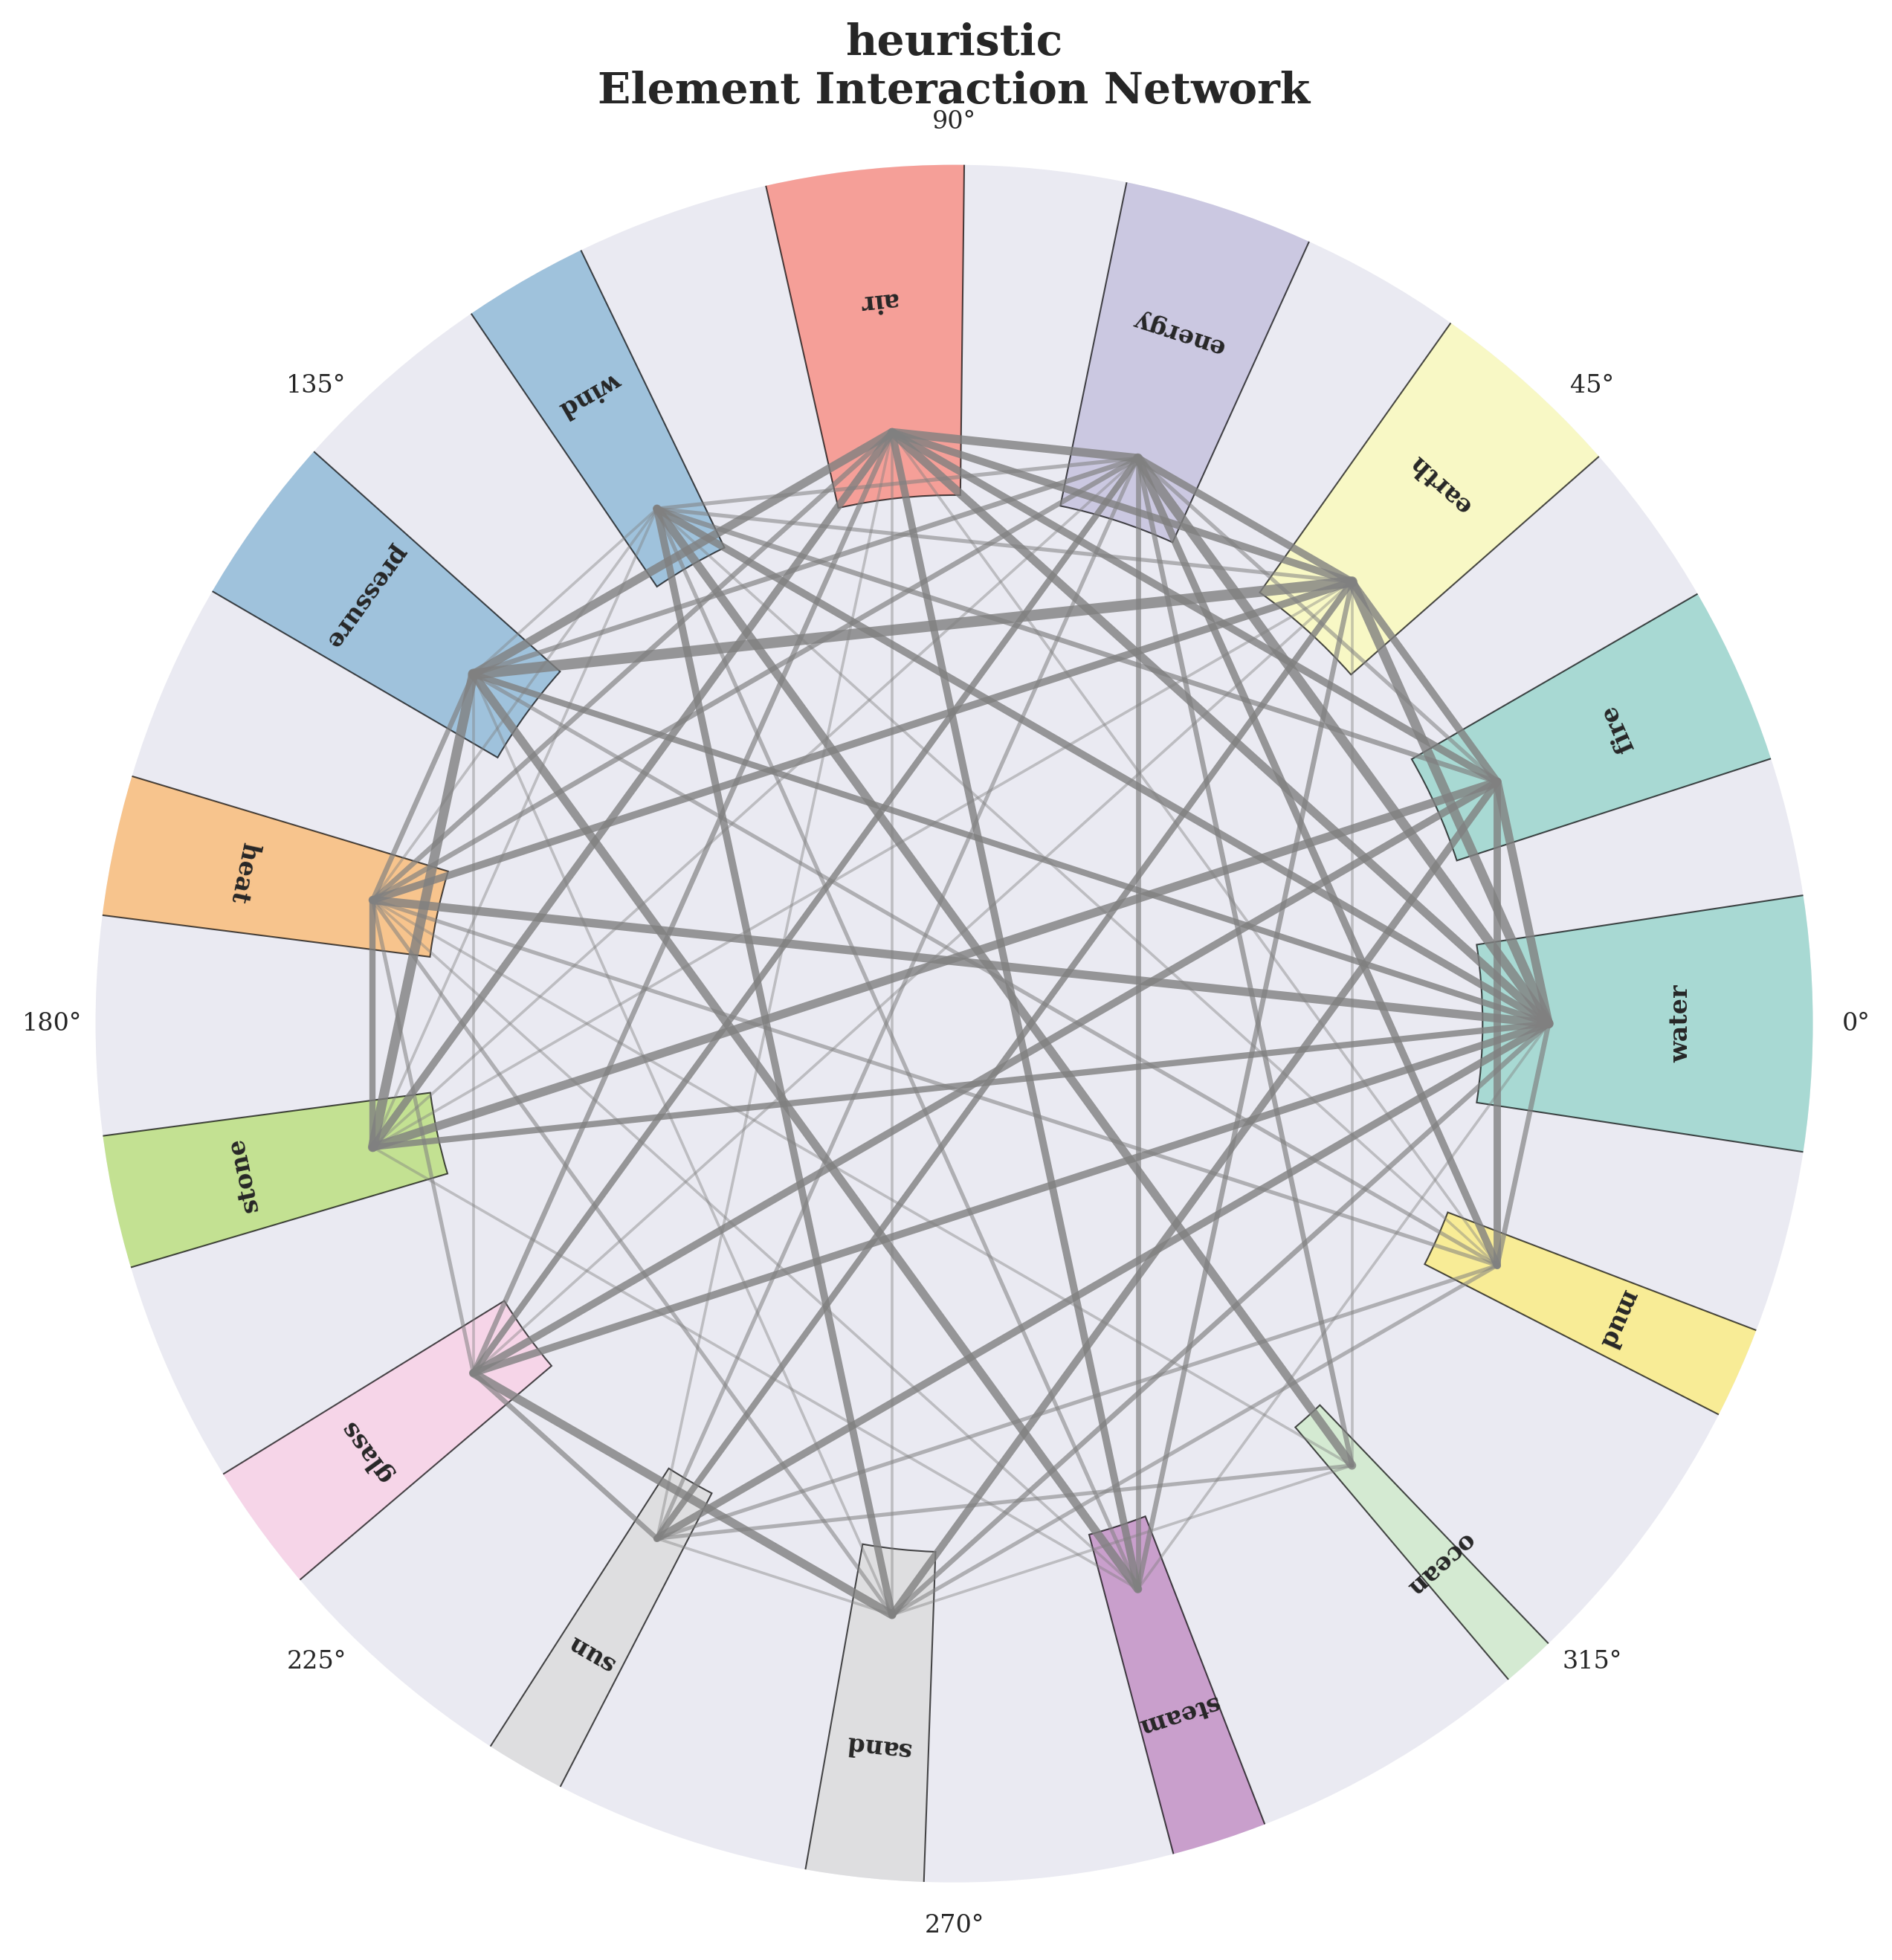 heuristic
Element Interaction Network
90°
air
energy
45°
earth
wind
135°
pressure
fire
heat
180°
water
0°
stone
mud
glass
ocean
sun
225°
315°
steam
sand
270°